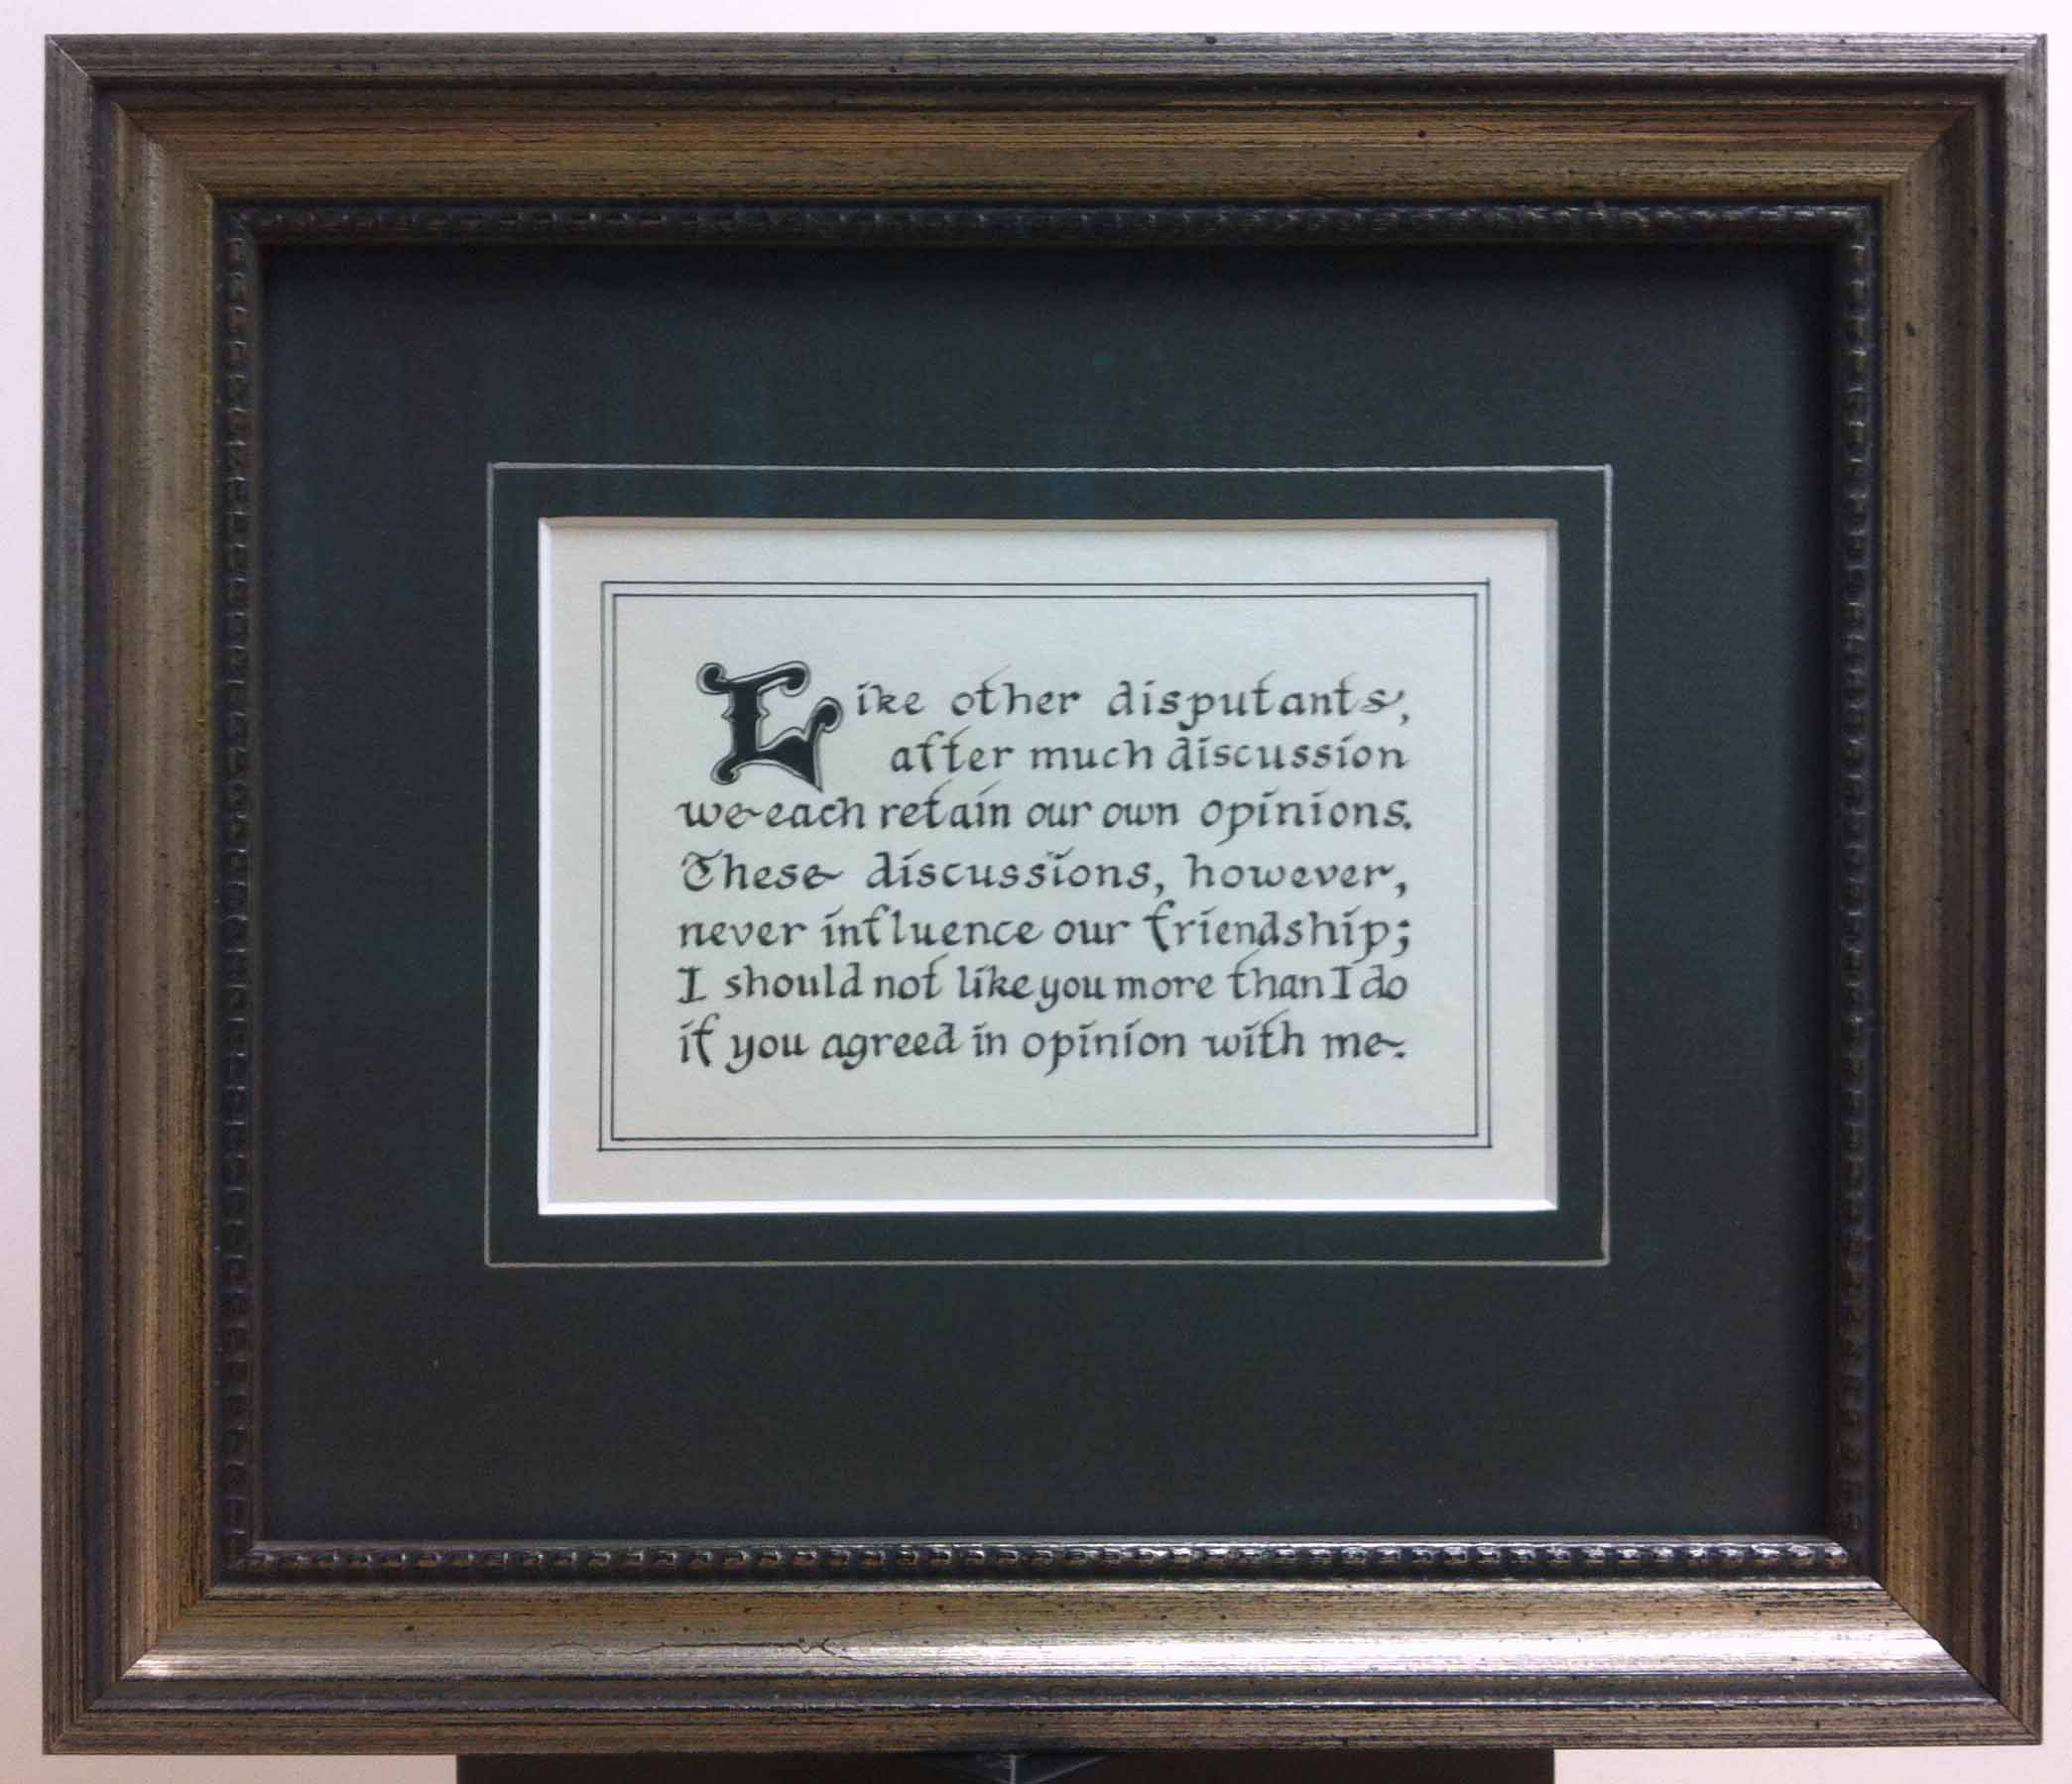 Like other disputants,
after much discussion
we each retain our own opinions.
These discussions, however,
never influence our friendship;
I should not like you more than I do
if you agreed in opinion with me.